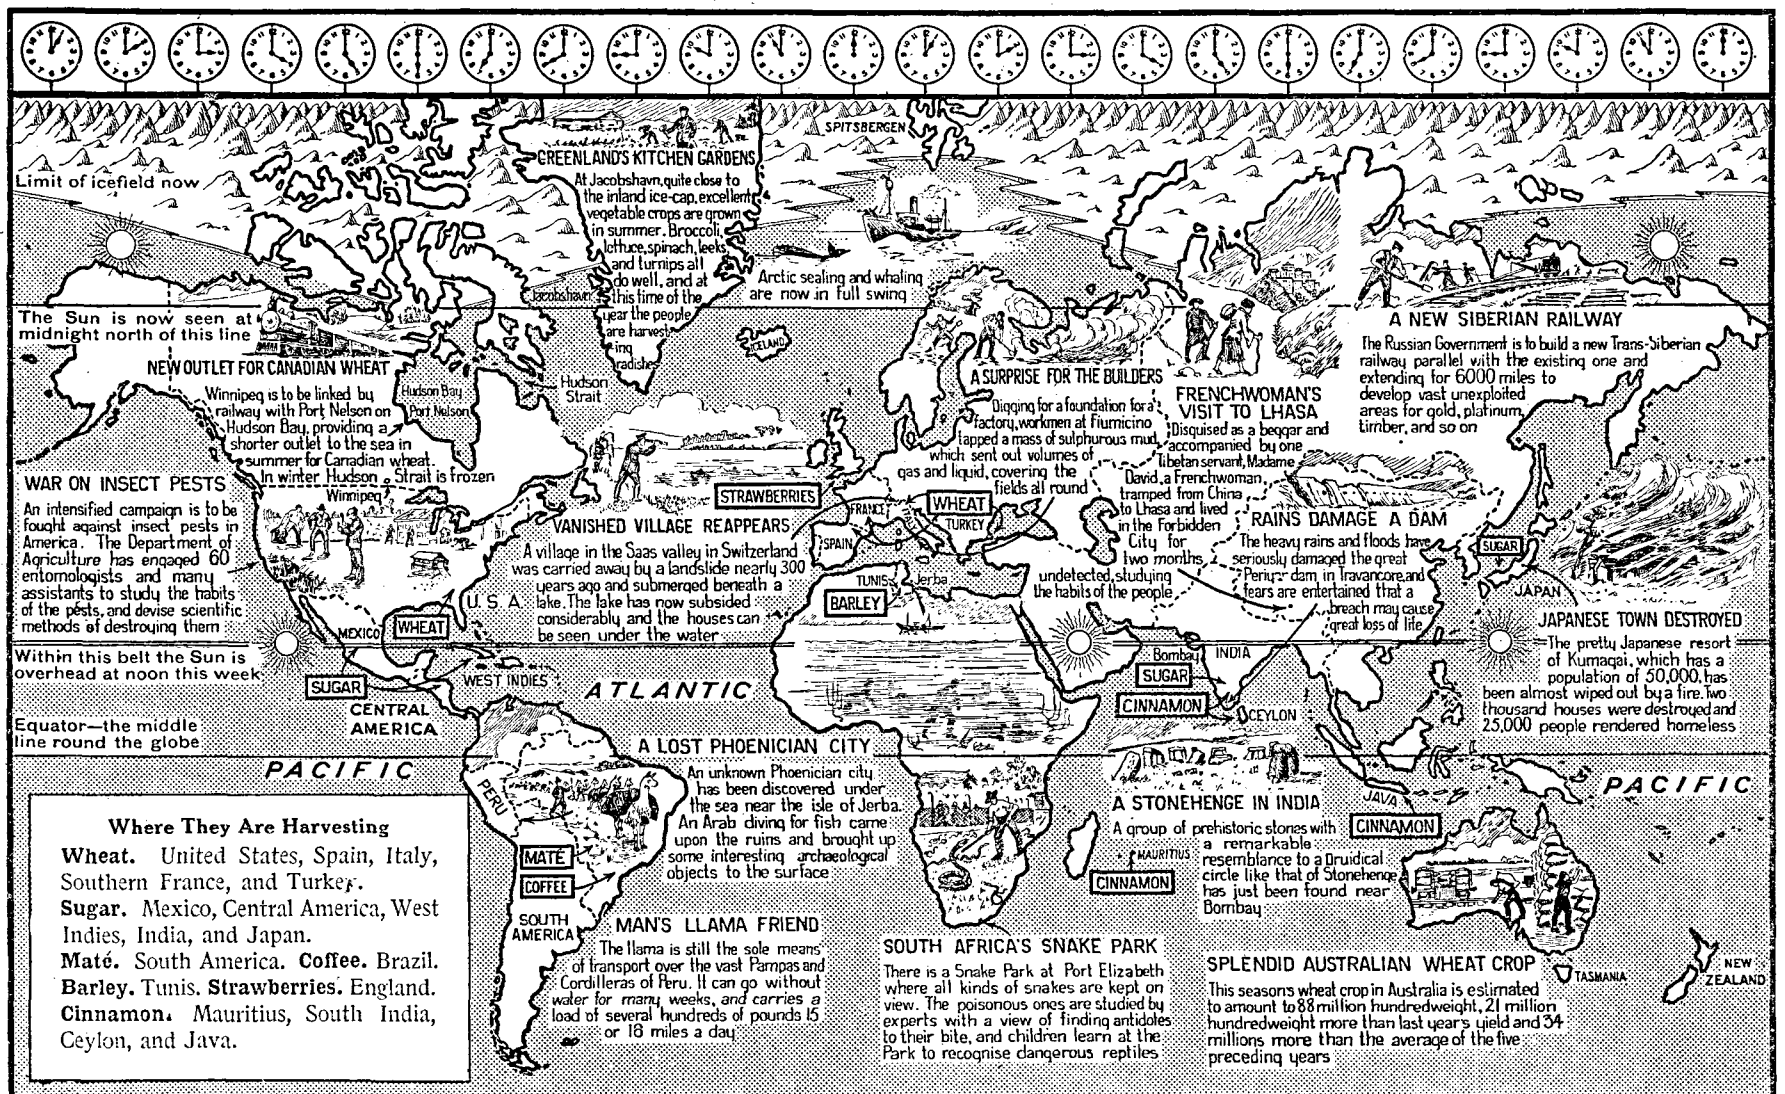 SPITSBERGEN
Limit of icefield now
GREENLAND'S KITCHEN GARDENS
At Jacobshavn, quite close to
the inland ice-cap, excellent
vegetable crops are grown
in summer. Broccoli,
lettuce, spinach, leeks
and turnips all
do well, and at
this time of the
year the people
are harvest-
ing
radishes
Jacobshavn
Arctic sealing and whaling
are now in full swing
ICELAND
The Sun is now seen at
midnight north of this line
NEW OUTLET FOR CANADIAN WHEAT
Winnipeg is to be linked by
railway with Port Nelson on
Hudson Bay, providing a
shorter outlet to the sea in
summer for Canadian wheat.
In winter Hudson Strait is frozen
Winnipeg
Hudson Bay
Port Nelson
Hudson
Strait
A SURPRISE FOR THE BUILDERS
Digging for a foundation for a
factory, workmen at Fiumicino
tapped a mass of sulphurous mud
which sent out volumes of
gas and liquid, covering the
fields all round
FRENCHWOMAN'S
VISIT TO LHASA
Disguised as a beggar and
accompanied by one
Tibetan servant, Madame
David, a Frenchwoman,
tramped from China
to Lhasa and lived
in the Forbidden
City for
two months
undetected, studying
the habits of the people
A NEW SIBERIAN RAILWAY
The Russian Government is to build a new Trans-Siberian
railway parallel with the existing one and
extending for 6000 miles to
develop vast unexploited
areas for gold, platinum,
timber, and so on
WAR ON INSECT PESTS
An intensified campaign is to be
fought against insect pests in
America. The Department of
Agriculture has engaged 60
entomologists and many
assistants to study the habits
of the pests, and devise scientific
methods of destroying them
U.S.A.
MEXICO
WHEAT
VANISHED VILLAGE REAPPEARS
A village in the Saas valley in Switzerland
was carried away by a landslide nearly 300
years ago and submerged beneath a
lake. The lake has now subsided
considerably and the houses can
be seen under the water
STRAWBERRIES
FRANCE
WHEAT
SPAIN
TURKEY
TUNIS
Jerba
BARLEY
RAINS DAMAGE A DAM
The heavy rains and floods have
seriously damaged the great
Periyar dam in Travancore, and
fears are entertained that a
breach may cause
great loss of life
SUGAR
JAPAN
JAPANESE TOWN DESTROYED
The pretty Japanese resort
of Kumagai, which has a
population of 50,000, has
been almost wiped out by a fire. Two
thousand houses were destroyed and
25,000 people rendered homeless
Within this belt the Sun is
overhead at noon this week
SUGAR
WEST INDIES
CENTRAL
AMERICA
ATLANTIC
Bombay
INDIA
SUGAR
CINNAMON
CEYLON
Equator—the middle
line round the globe
PACIFIC
PERU
A LOST PHOENICIAN CITY
An unknown Phoenician city
has been discovered under
the sea near the isle of Jerba.
An Arab diving for fish came
upon the ruins and brought up
some interesting archaeological
objects to the surface
MATÉ
COFFEE
SOUTH
AMERICA
MAN'S LLAMA FRIEND
The llama is still the sole means
of transport over the vast Pampas and
Cordilleras of Peru. It can go without
water for many weeks, and carries a
load of several hundreds of pounds 15
or 18 miles a day
MAURITIUS
CINNAMON
SOUTH AFRICA'S SNAKE PARK
There is a Snake Park at Port Elizabeth
where all kinds of snakes are kept on
view. The poisonous ones are studied by
experts with a view of finding antidotes
to their bite, and children learn at the
Park to recognise dangerous reptiles
A STONEHENGE IN INDIA
A group of prehistoric stones with
a remarkable
resemblance to a Druidical
circle like that of Stonehenge
has just been found near
Bombay
JAVA
CINNAMON
PACIFIC
SPLENDID AUSTRALIAN WHEAT CROP
This season's wheat crop in Australia is estimated
to amount to 88 million hundredweight, 21 million
hundredweight more than last year's yield and 34
millions more than the average of the five
preceding years
TASMANIA
NEW
ZEALAND
Where They Are Harvesting
Wheat. United States, Spain, Italy,
Southern France, and Turkey.
Sugar. Mexico, Central America, West
Indies, India, and Japan.
Maté. South America. Coffee. Brazil.
Barley. Tunis. Strawberries. England.
Cinnamon. Mauritius, South India,
Ceylon, and Java.